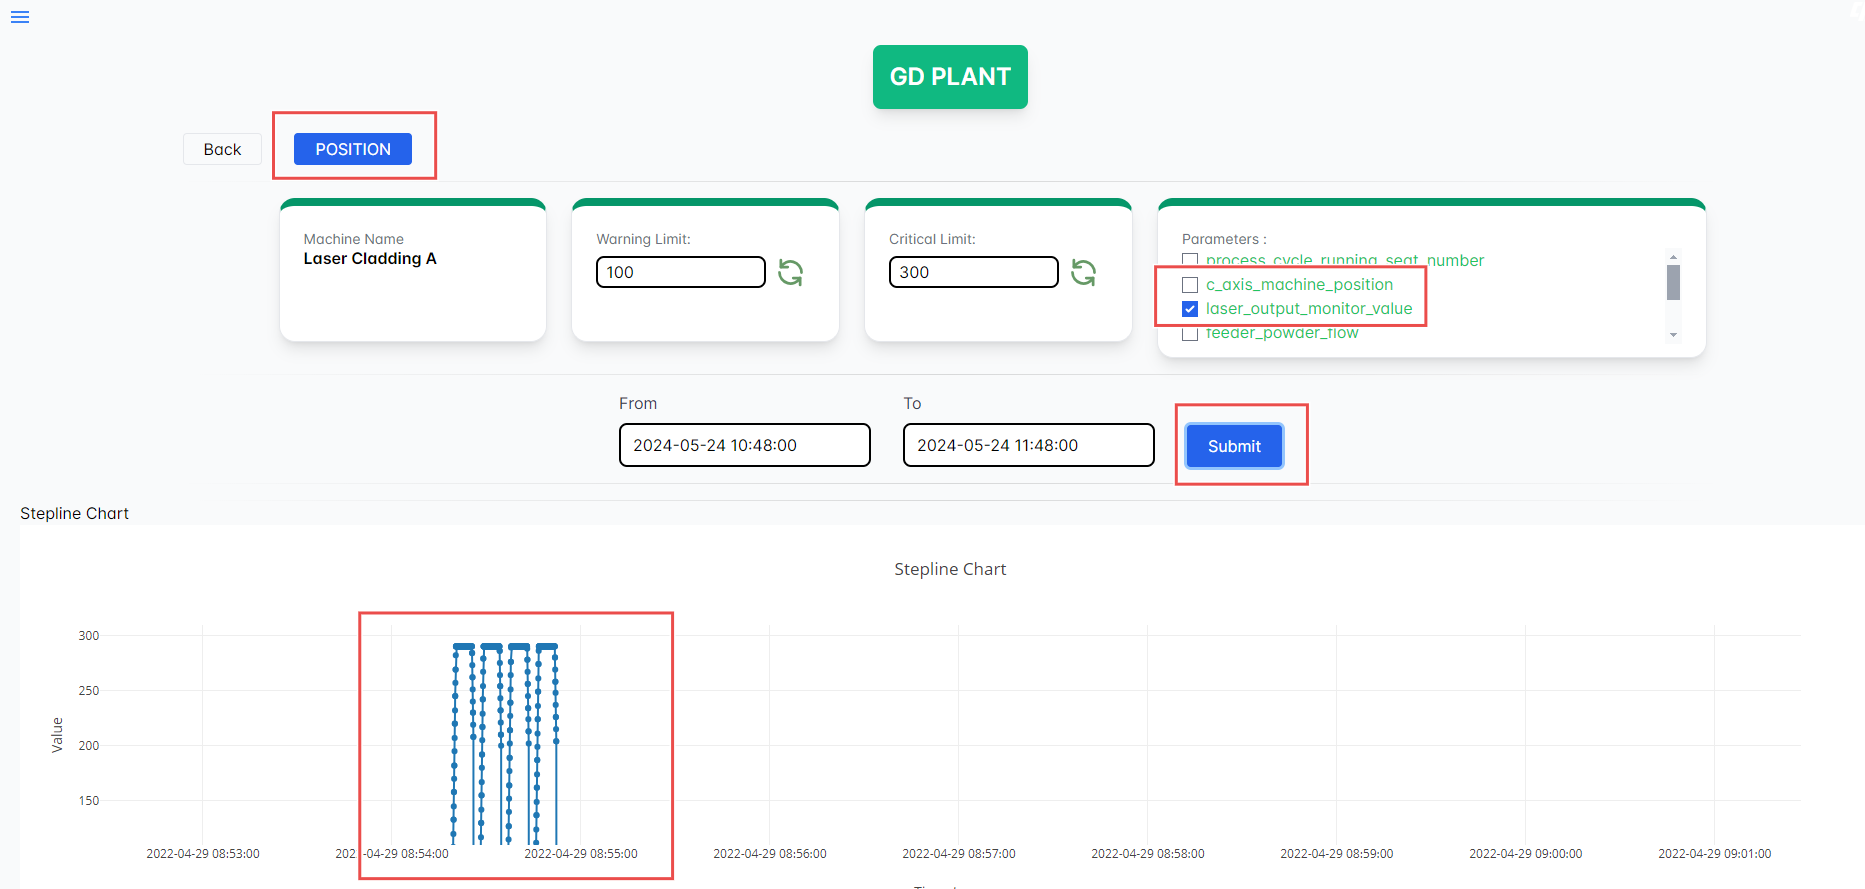 GD PLANT
Back
POSITION
Machine Name
Laser Cladding A
Warning Limit:
100
Critical Limit:
300
Parameters :
process_cycle_running_seat_number
c_axis_machine_position
laser_output_monitor_value
feeder_powder_flow
From
To
2024-05-24 10:48:00
2024-05-24 11:48:00
Submit
Stepline Chart
Stepline Chart
300
250
200
150
Value
2022-04-29 08:53:00
2022-04-29 08:54:00
2022-04-29 08:55:00
2022-04-29 08:56:00
2022-04-29 08:57:00
2022-04-29 08:58:00
2022-04-29 08:59:00
2022-04-29 09:00:00
2022-04-29 09:01:00